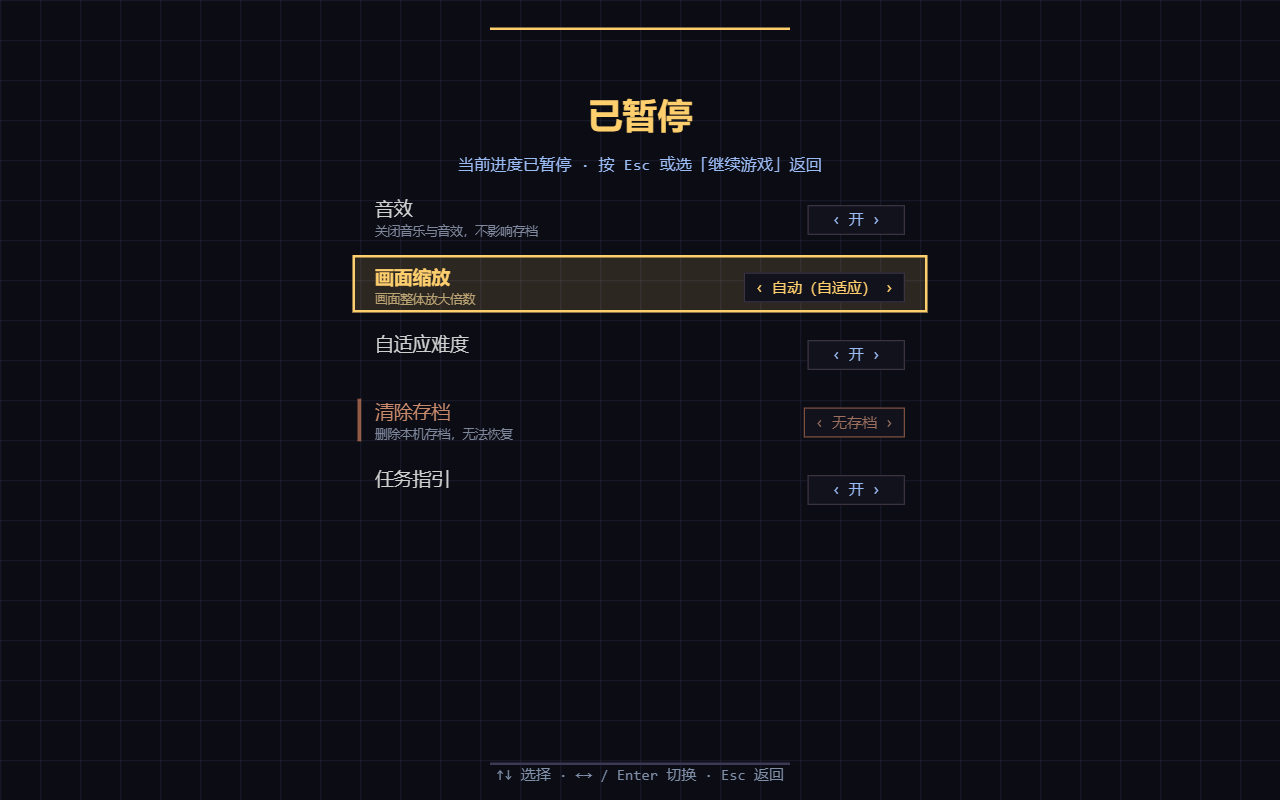 已暂停
当前进度已暂停 · 按 Esc 或选「继续游戏」返回
音效
‹ 开 ›
关闭音乐与音效，不影响存档
画面缩放
‹ 自动（自适应） ›
画面整体放大倍数
自适应难度
‹ 开 ›
清除存档
‹ 无存档 ›
删除本机存档，无法恢复
任务指引
‹ 开 ›
↑↓ 选择 · ←→ / Enter 切换 · Esc 返回